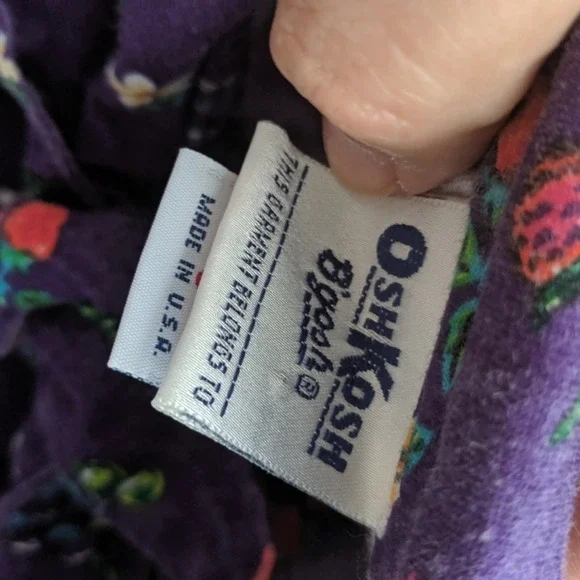 OSHKOSH
B'gosh ®
THIS GARMENT BELONGS TO
MADE IN U.S.A.